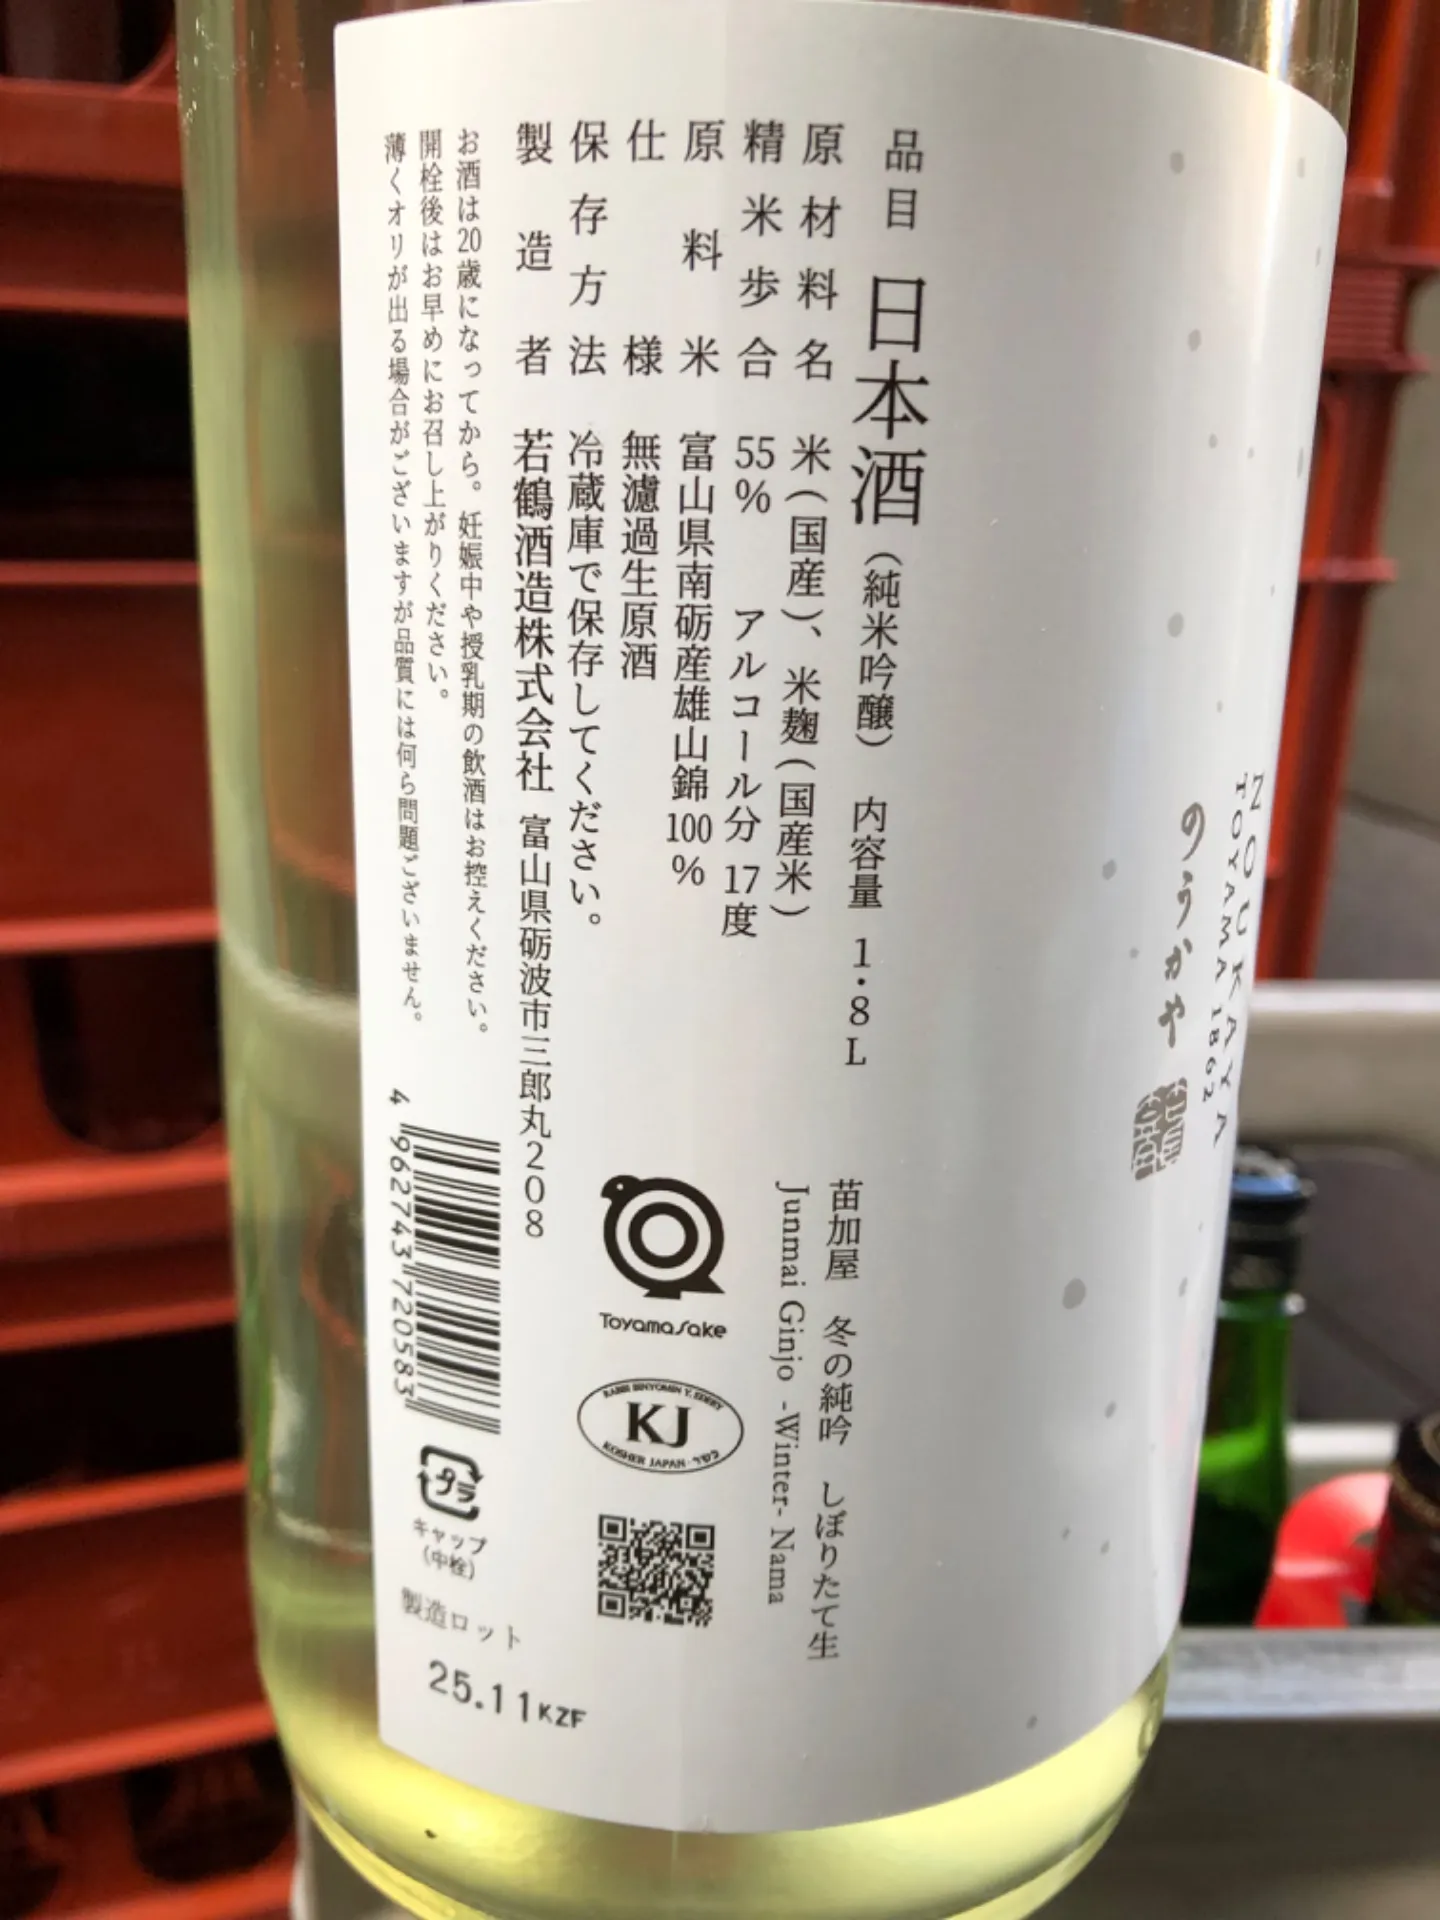 NOUKAYA
TOYAMA 1862
のうかや
品目 日本酒(純米吟醸) 内容量 1.8L
原材料名 米(国産)、米麹(国産米)
精米歩合 55% アルコール分 17度
原料米 富山県南砺産雄山錦100%
仕様 無濾過生原酒
保存方法 冷蔵庫で保存してください。
製造者 若鶴酒造株式会社 富山県砺波市三郎丸208
お酒は20歳になってから。妊娠中や授乳期の飲酒はお控えください。
開栓後はお早めにお召し上がりください。
薄くオリが出る場合がございますが品質には何ら問題ございません。
苗加屋 冬の純吟 しぼりたて生
Junmai Ginjo -Winter- Nama
ToyamaSake
RABBI BINYOMIN Y. EDERY
KJ
KOSHER JAPAN・コーシャ
4 962743 720583
プラ
キャップ
(中栓)
製造ロット
25.11KZF